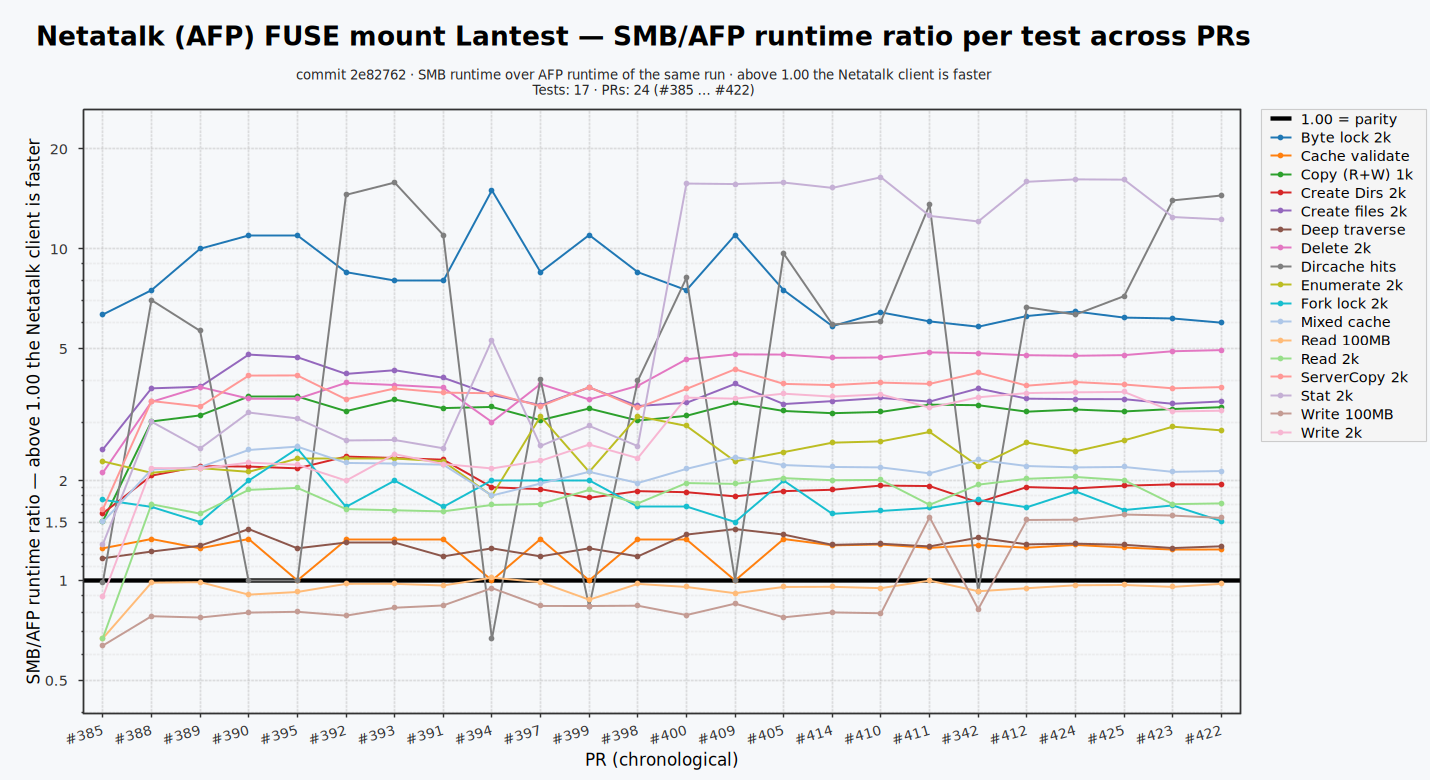 Netatalk (AFP) FUSE mount Lantest — SMB/AFP runtime ratio per test across PRs
commit 2e82762 · SMB runtime over AFP runtime of the same run · above 1.00 the Netatalk client is faster
Tests: 17 · PRs: 24 (#385 … #422)
SMB/AFP runtime ratio — above 1.00 the Netatalk client is faster
20
10
5
2
1.5
1
0.5
#385
#388
#389
#390
#395
#392
#393
#391
#394
#397
#399
#398
#400
#409
#405
#414
#410
#411
#342
#412
#424
#425
#423
#422
PR (chronological)
1.00 = parity
Byte lock 2k
Cache validate
Copy (R+W) 1k
Create Dirs 2k
Create files 2k
Deep traverse
Delete 2k
Dircache hits
Enumerate 2k
Fork lock 2k
Mixed cache
Read 100MB
Read 2k
ServerCopy 2k
Stat 2k
Write 100MB
Write 2k